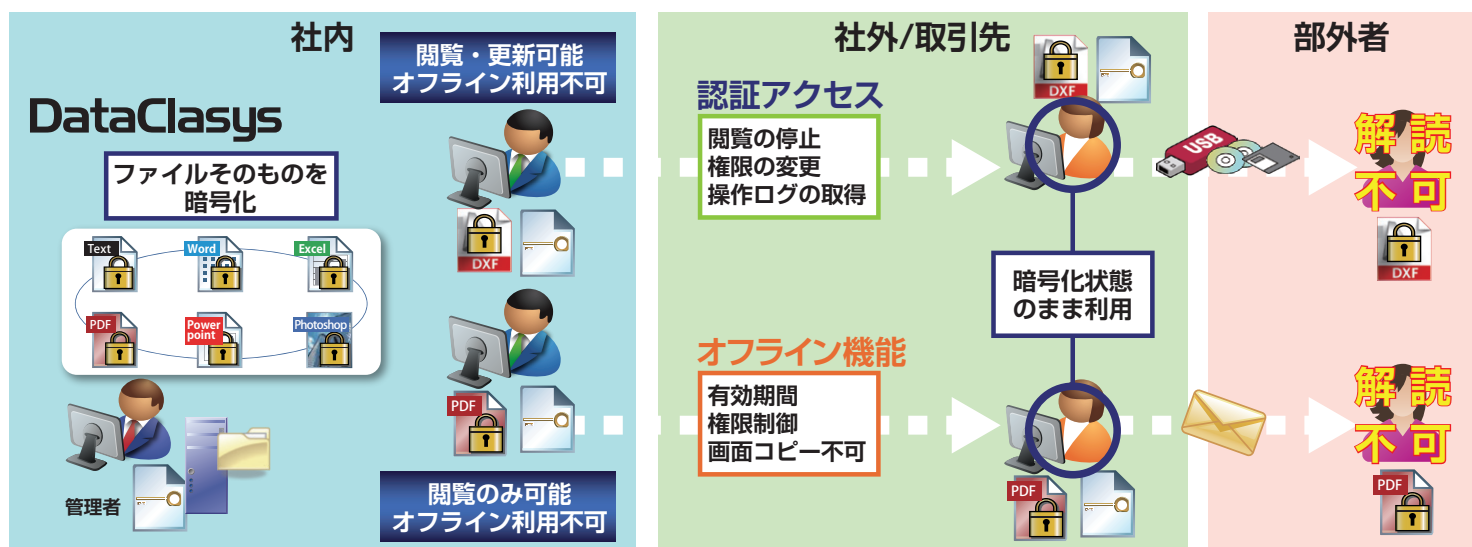 社内
閲覧・更新可能
オフライン利用不可
DataClasys
ファイルそのものを
暗号化
Text
Word
Excel
PDF
Power
point
Photoshop
管理者
DXF
PDF
閲覧のみ可能
オフライン利用不可
社外/取引先
DXF
認証アクセス
閲覧の停止
権限の変更
操作ログの取得
暗号化状態
のまま利用
オフライン機能
有効期間
権限制御
画面コピー不可
PDF
部外者
USB
解読
不可
DXF
解読
不可
PDF